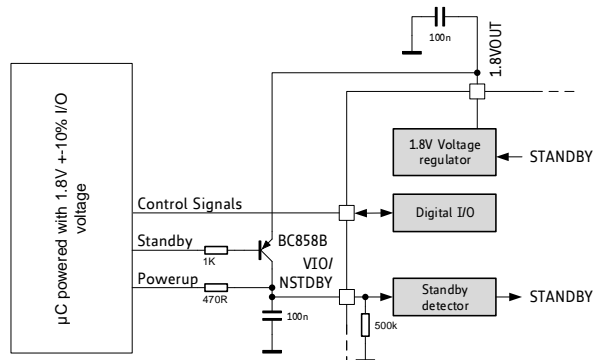 100n
1.8VOUT
µC powered with 1.8V +-10% I/O
voltage
1.8V Voltage
regulator
STANDBY
Control Signals
Digital I/O
Standby
1K
BC858B
VIO/
NSTDBY
Powerup
470R
100n
500k
Standby
detector
STANDBY